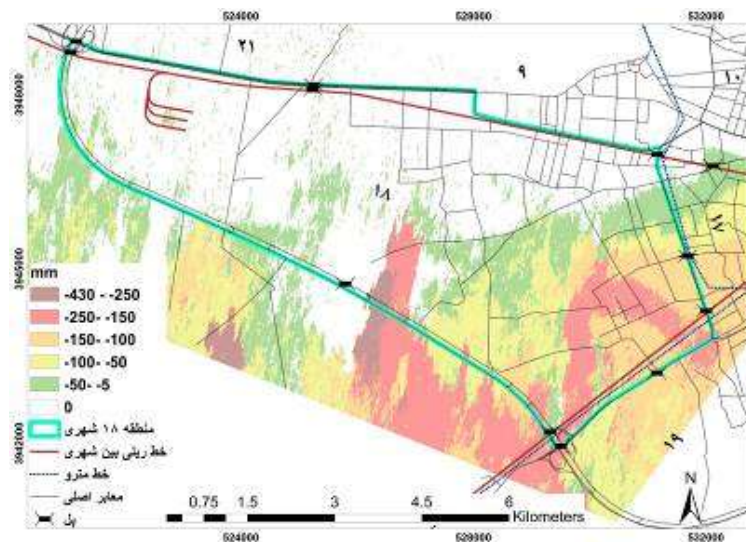 524000
528000
532000
۲۱
۹
۱۰
3948000
۱۸
۱۷
3945000
mm
-430 - -250
-250 - -150
-150 - -100
-100 - -50
-50- -5
0
منطقه ۱۸ شهری
خط ریلی بین شهری
خط مترو
معابر اصلی
پل
3942000
۱۹
N
0.75 1.5 3 4.5 6
Kilometers
524000
528000
532000